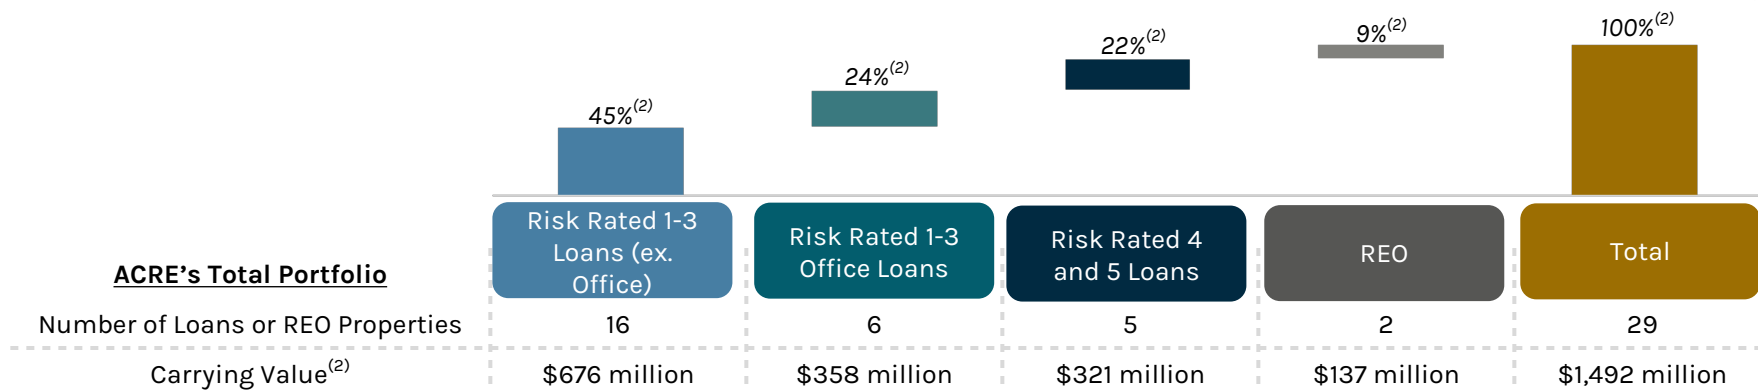 45%(2)
24%(2)
22%(2)
9%(2)
100%(2)
Risk Rated 1-3
Loans (ex.
Office)
Risk Rated 1-3
Office Loans
Risk Rated 4
and 5 Loans
REO
Total
ACRE’s Total Portfolio
Number of Loans or REO Properties 16 6 5 2 29
Carrying Value(2) $676 million $358 million $321 million $137 million $1,492 million